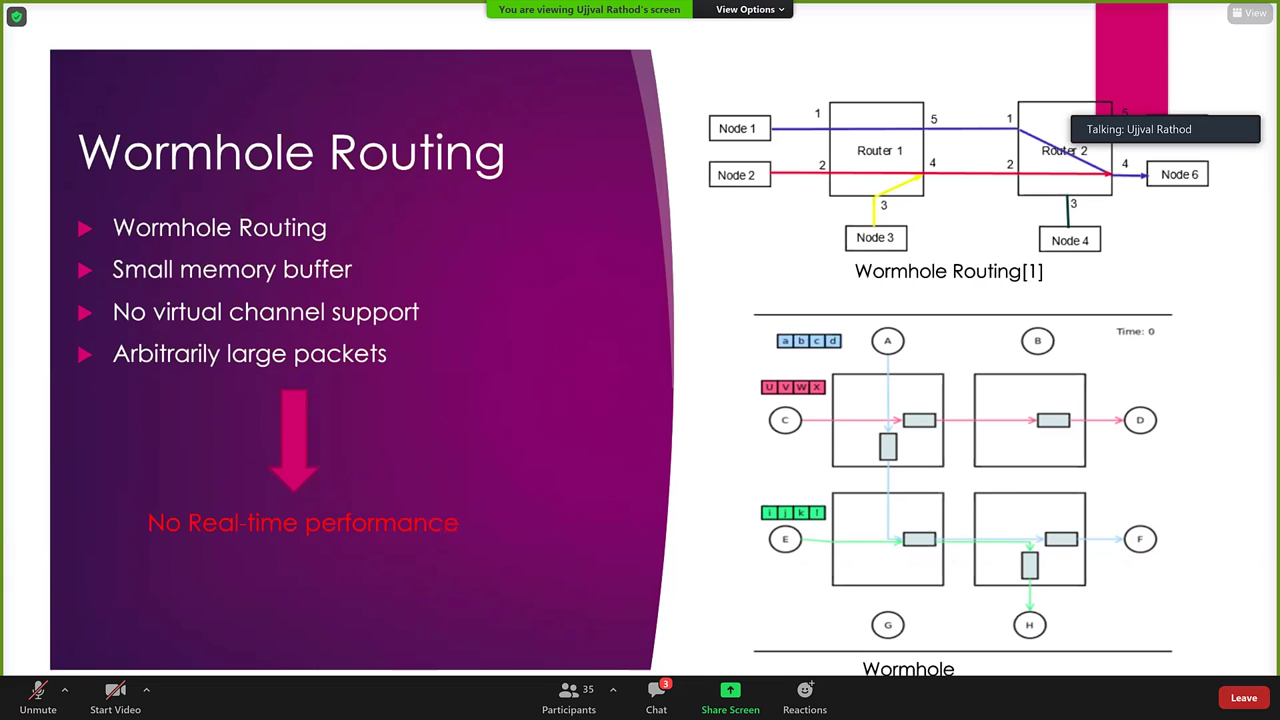 You are viewing Ujjval Rathod's screen
View Options
View
Wormhole Routing
Wormhole Routing
Small memory buffer
No virtual channel support
Arbitrarily large packets
No Real-time performance
Node 1
1
Router 1
5
1
Router 2
5
Talking: Ujjval Rathod
Node 2
2
4
2
4
Node 6
3
3
Node 3
Node 4
Wormhole Routing[1]
a b c d
A
B
Time: 0
U V W X
C
D
i j k l
E
F
G
H
Wormhole
Unmute
Start Video
35
Participants
3
Chat
Share Screen
Reactions
Leave